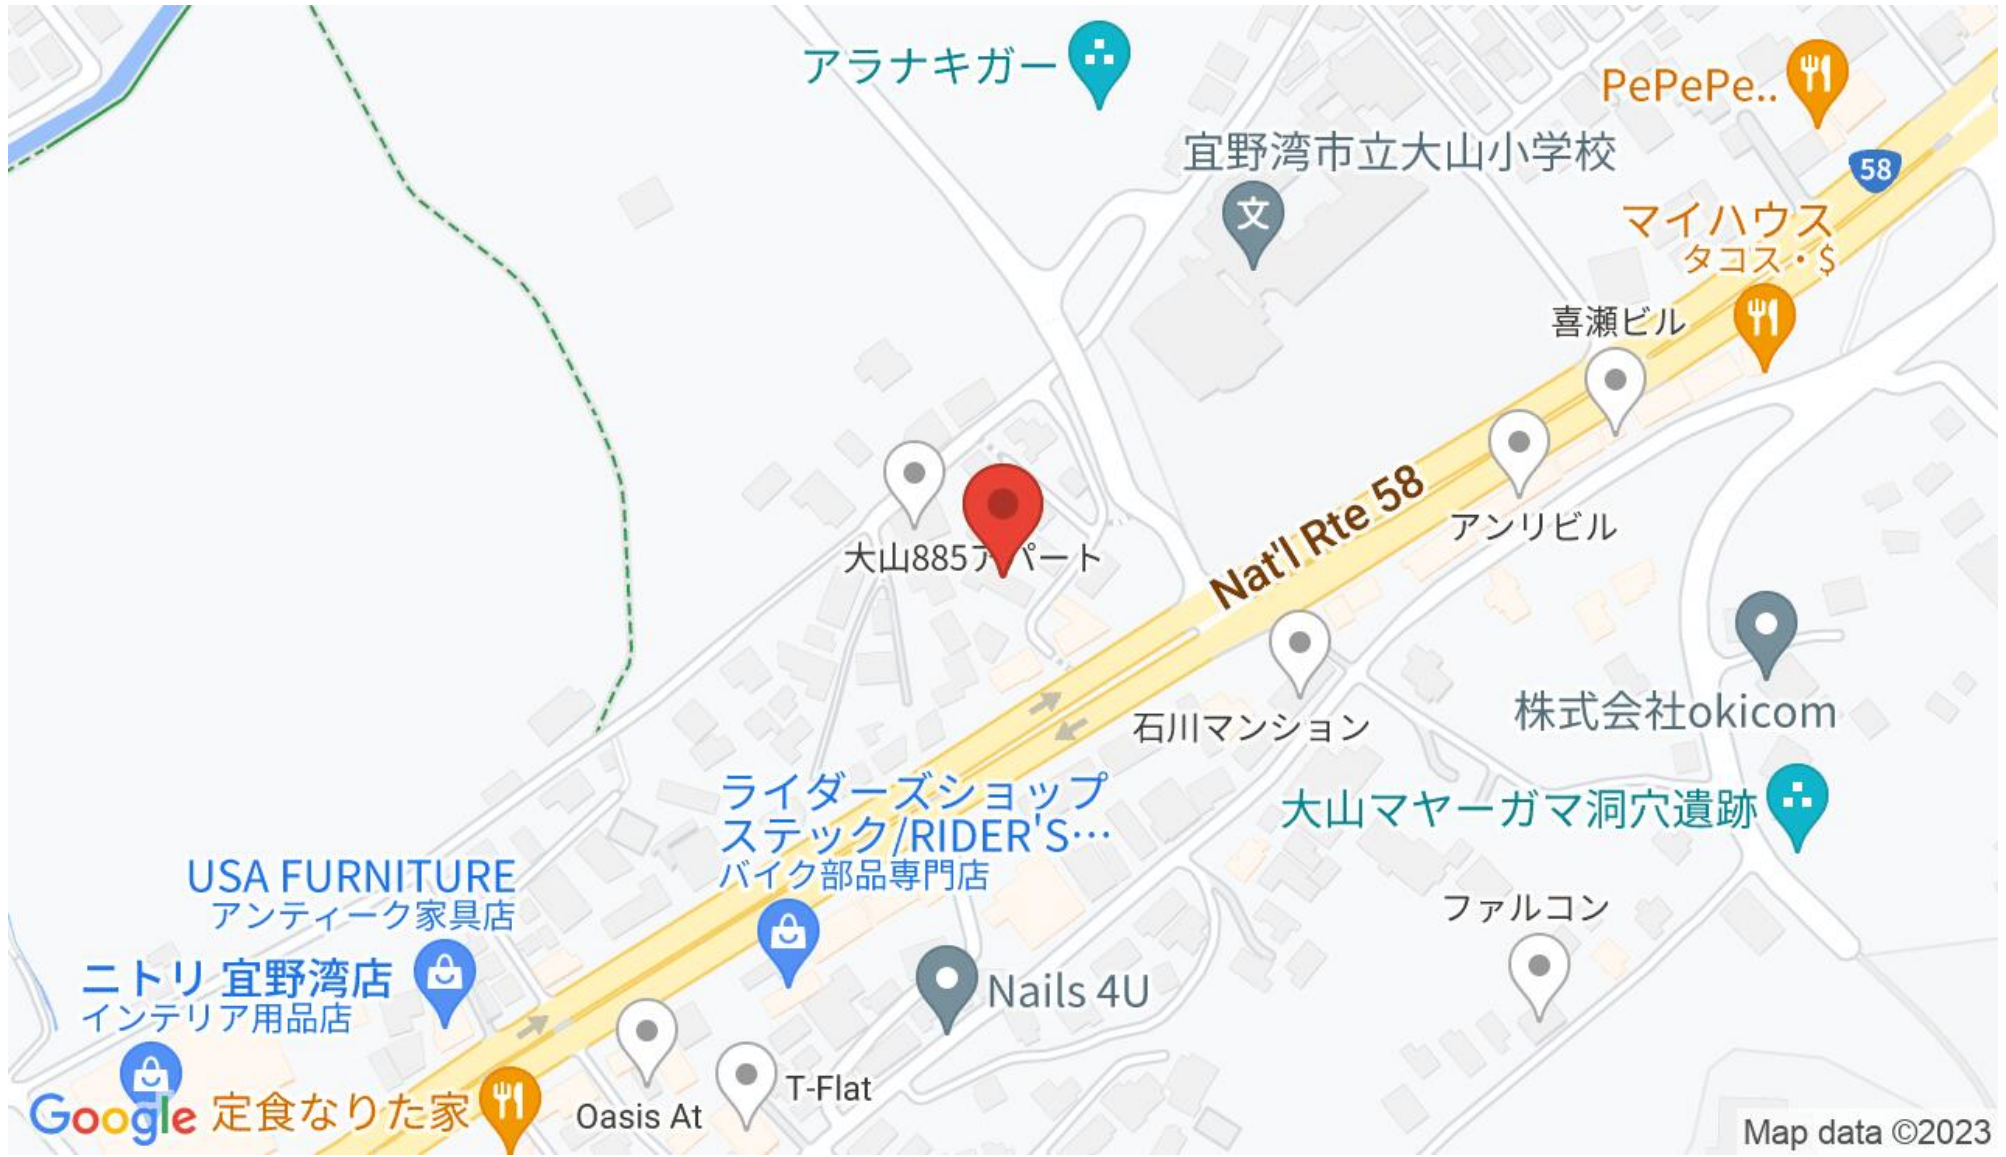 アラナキガー
PePePe..
宜野湾市立大山小学校
文
58
マイハウス
タコス・$
喜瀬ビル
Nat'l Rte 58
アンリビル
大山885アパート
株式会社okicom
石川マンション
ライダーズショップ
ステック/RIDER'S…
バイク部品専門店
大山マヤーガマ洞穴遺跡
USA FURNITURE
アンティーク家具店
ファルコン
ニトリ 宜野湾店
インテリア用品店
Nails 4U
T-Flat
Google
定食なりた家
Oasis At
Map data ©2023